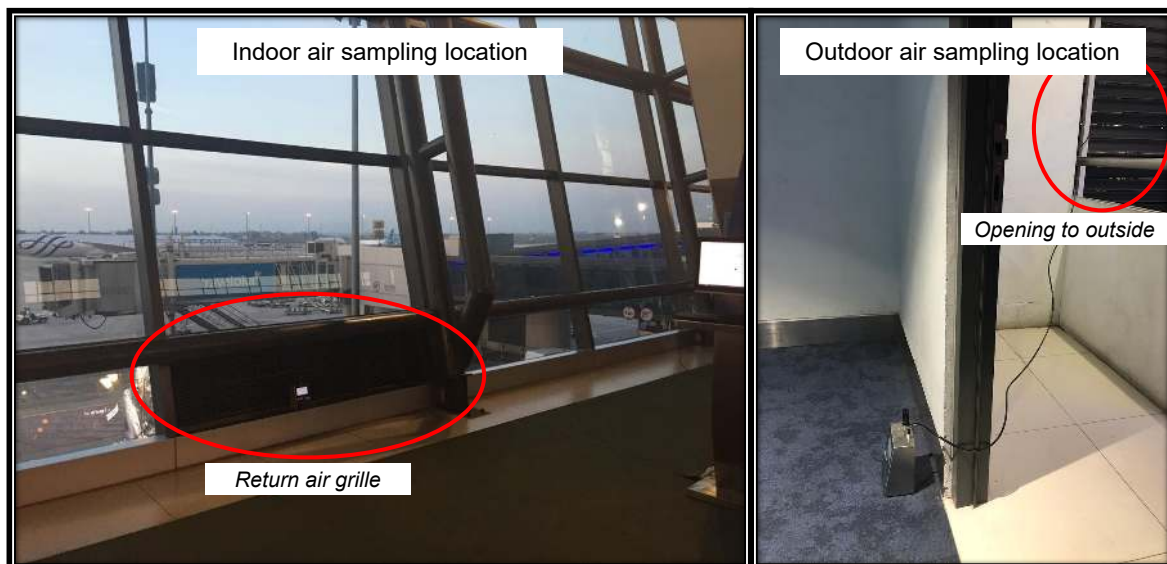 Indoor air sampling location
Return air grille
Outdoor air sampling location
Opening to outside